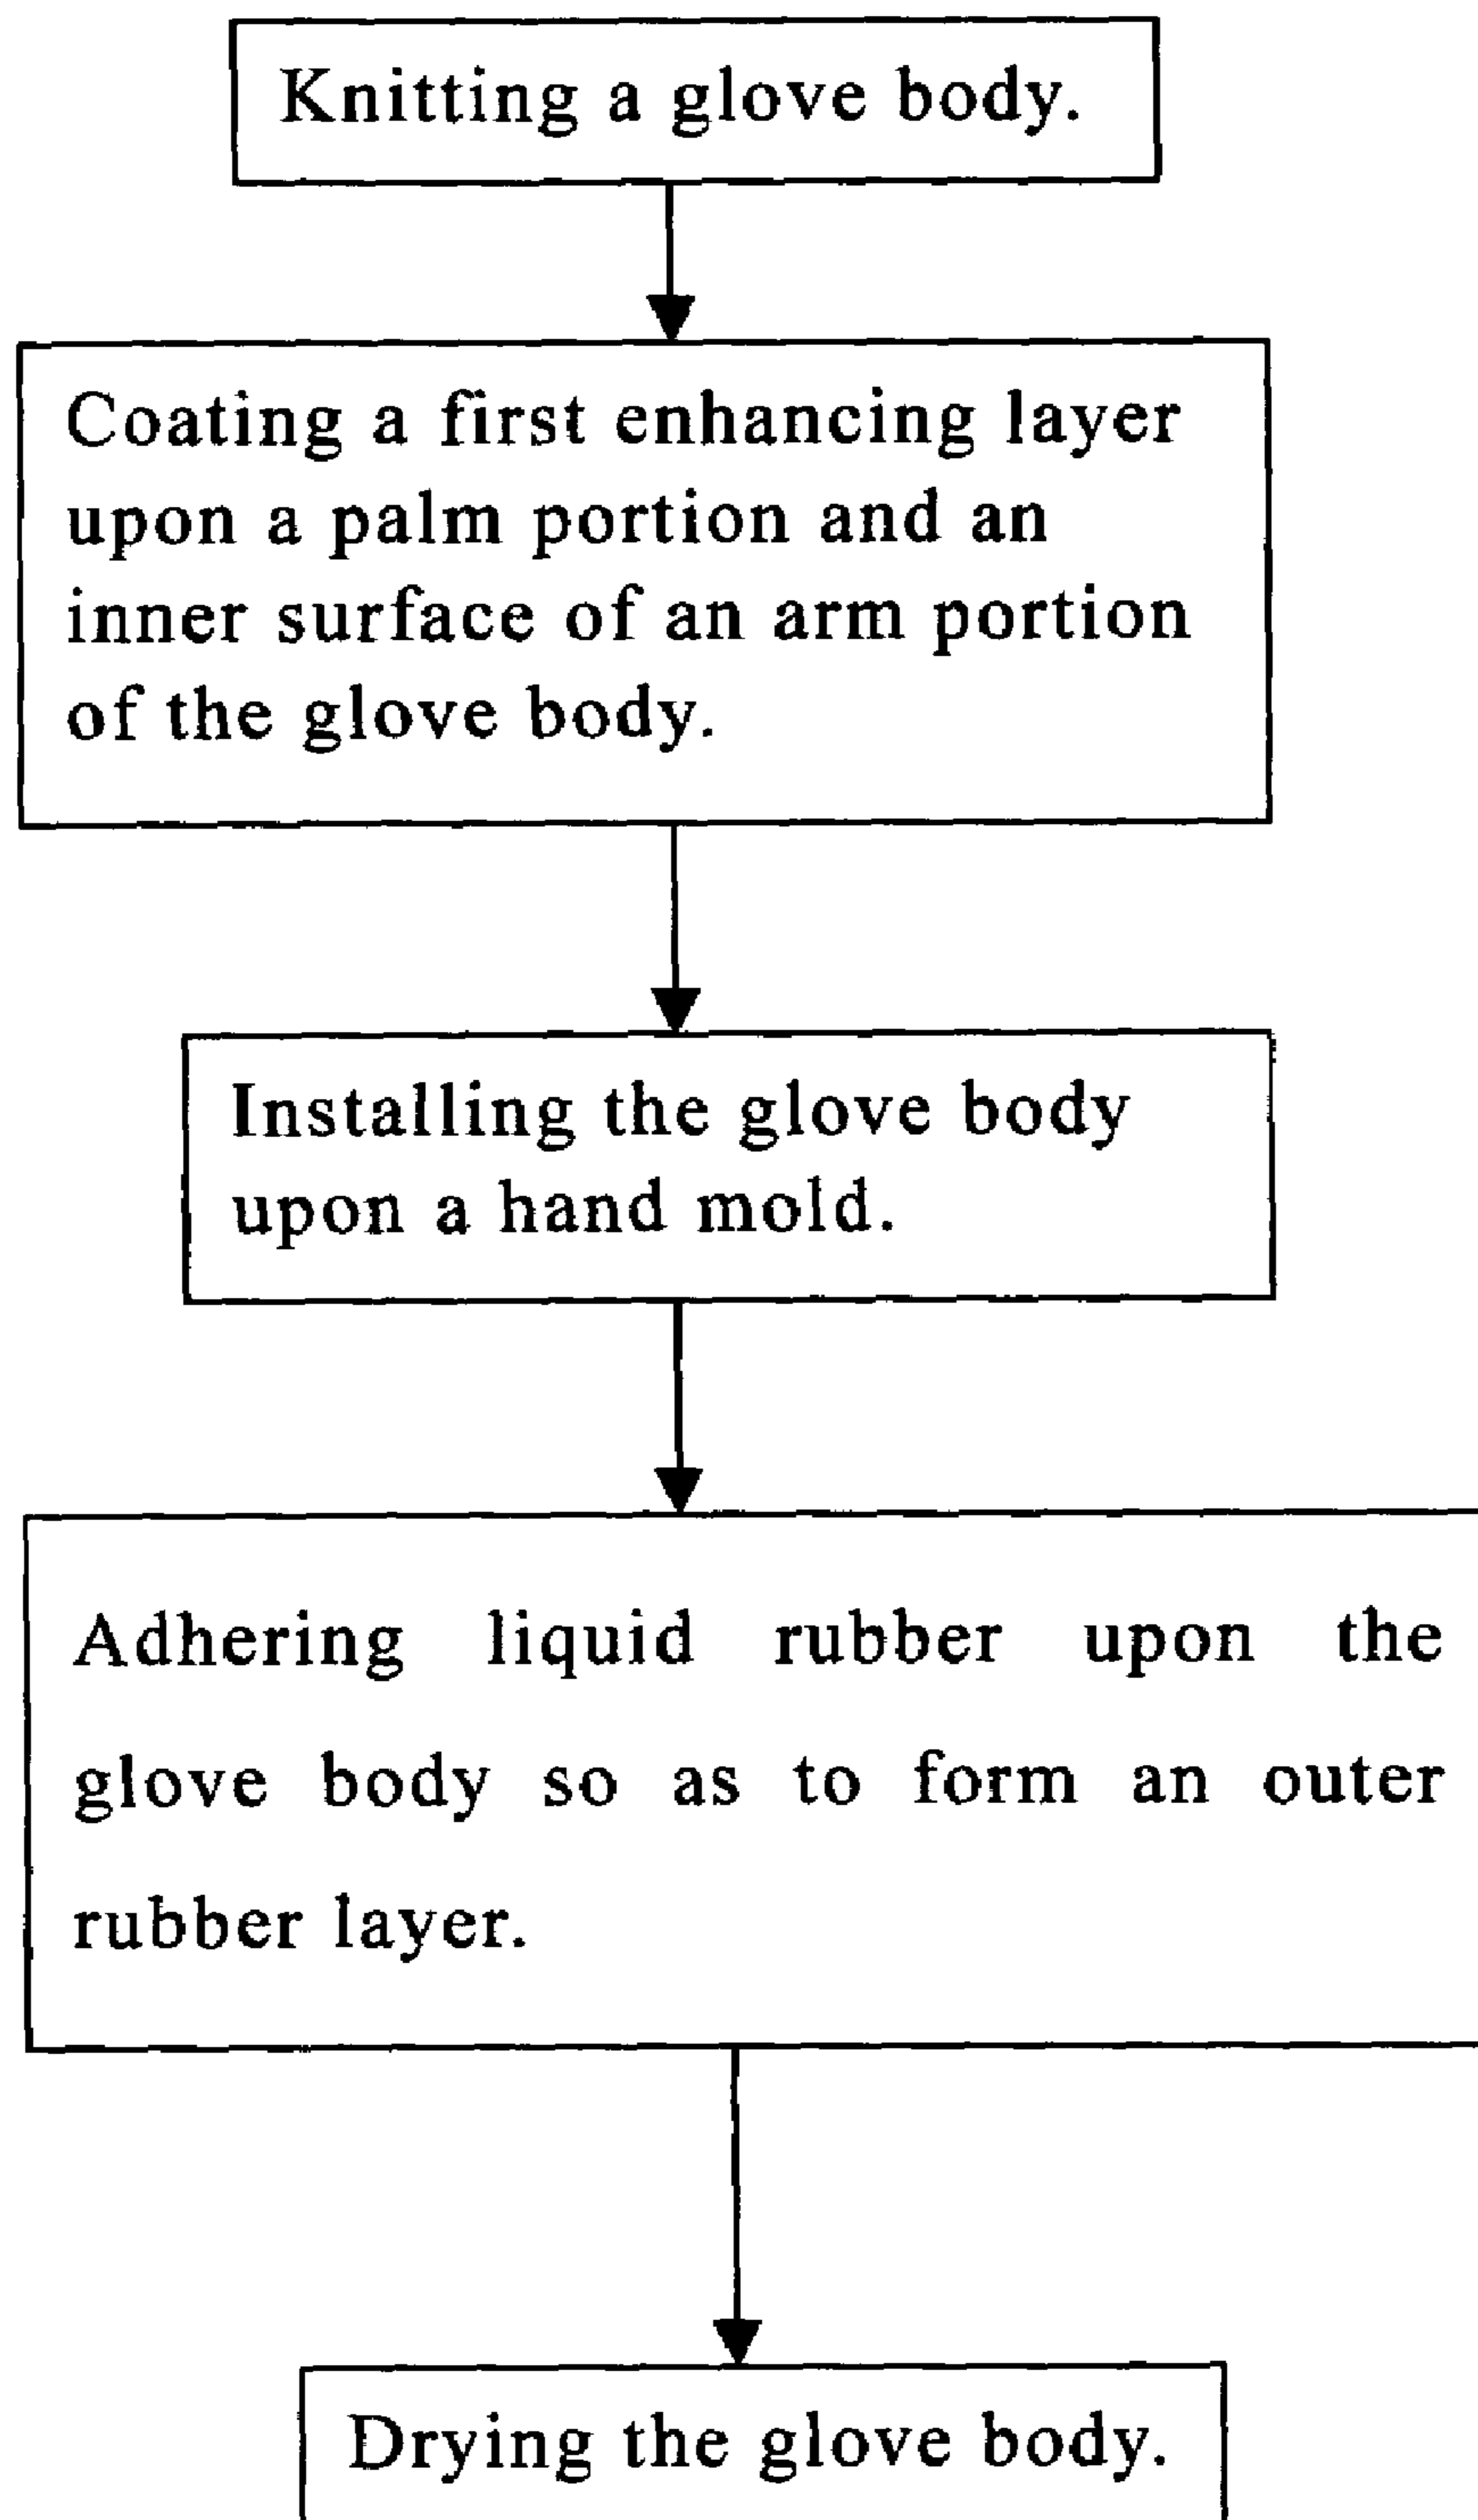 Knitting a glove body.
Coating a first enhancing layer
upon a palm portion and an
inner surface of an arm portion
of the glove body.
Installing the glove body
upon a hand mold.
Adhering liquid rubber upon the
glove body so as to form an outer
rubber layer.
Drying the glove body.